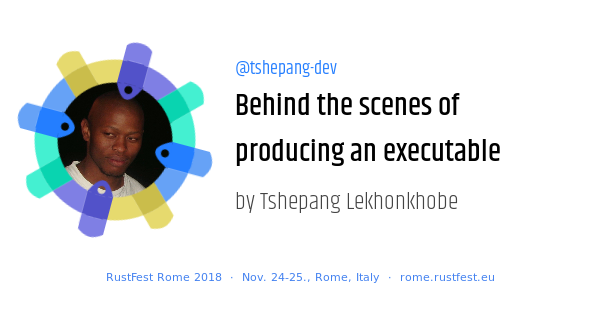 @tshepang-dev
Behind the scenes of
producing an executable
by Tshepang Lekhonkhobe
RustFest Rome 2018 · Nov. 24-25., Rome, Italy · rome.rustfest.eu